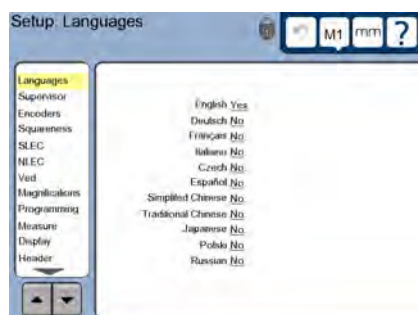 Setup: Languages
M1 mm ?
Languages
Supervisor
Encoders
Squareness
SLEC
NLEC
Ved
Magnifications
Programming
Measure
Display
Header
English Yes
Deutsch No
Français No
Italiano No
Czech No
Español No
Simplified Chinese No
Traditional Chinese No
Japanese No
Polski No
Russian No